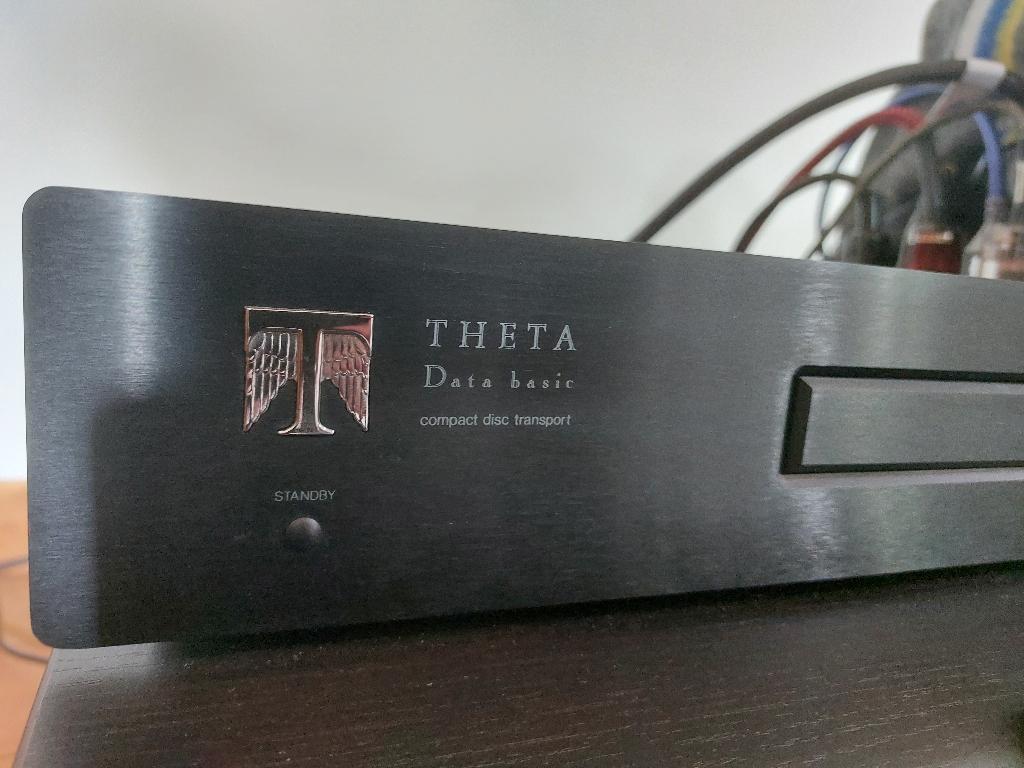 THETA
Data basic
compact disc transport
STANDBY